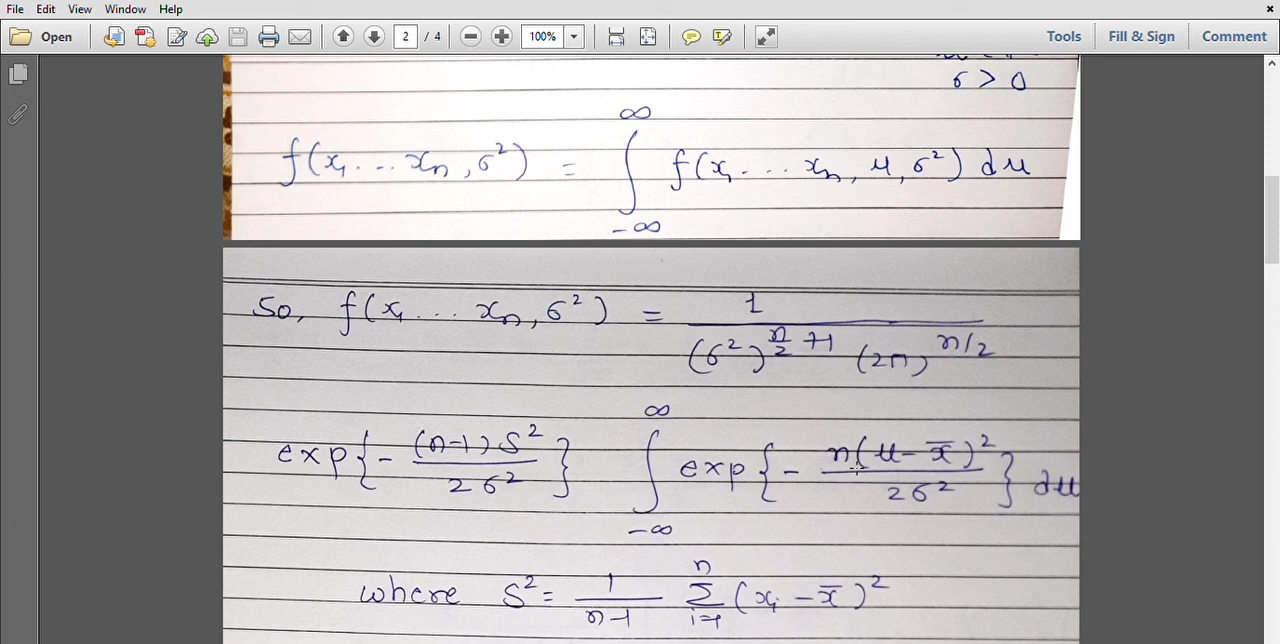 File Edit View Window Help
Open 2 / 4 100% Tools Fill & Sign Comment
σ > 0
f(x₁ ... xₙ, σ²) = ∫_{-∞}^{∞} f(x₁ ... xₙ, μ, σ²) dμ
So, f(x₁ ... xₙ, σ²) = 1 / (σ²)^{n/2 + 1} (2π)^{n/2}
exp{- (n-1) S² / 2σ²} ∫_{-∞}^{∞} exp{- n(μ - x̄)² / 2σ²} dμ
where S² = 1/(n-1) Σ_{i=1}^{n} (xᵢ - x̄)²